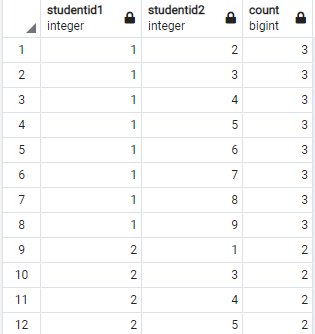 studentid1 studentid2 count
integer integer bigint
1 1 2 3
2 1 3 3
3 1 4 3
4 1 5 3
5 1 6 3
6 1 7 3
7 1 8 3
8 1 9 3
9 2 1 2
10 2 3 2
11 2 4 2
12 2 5 2